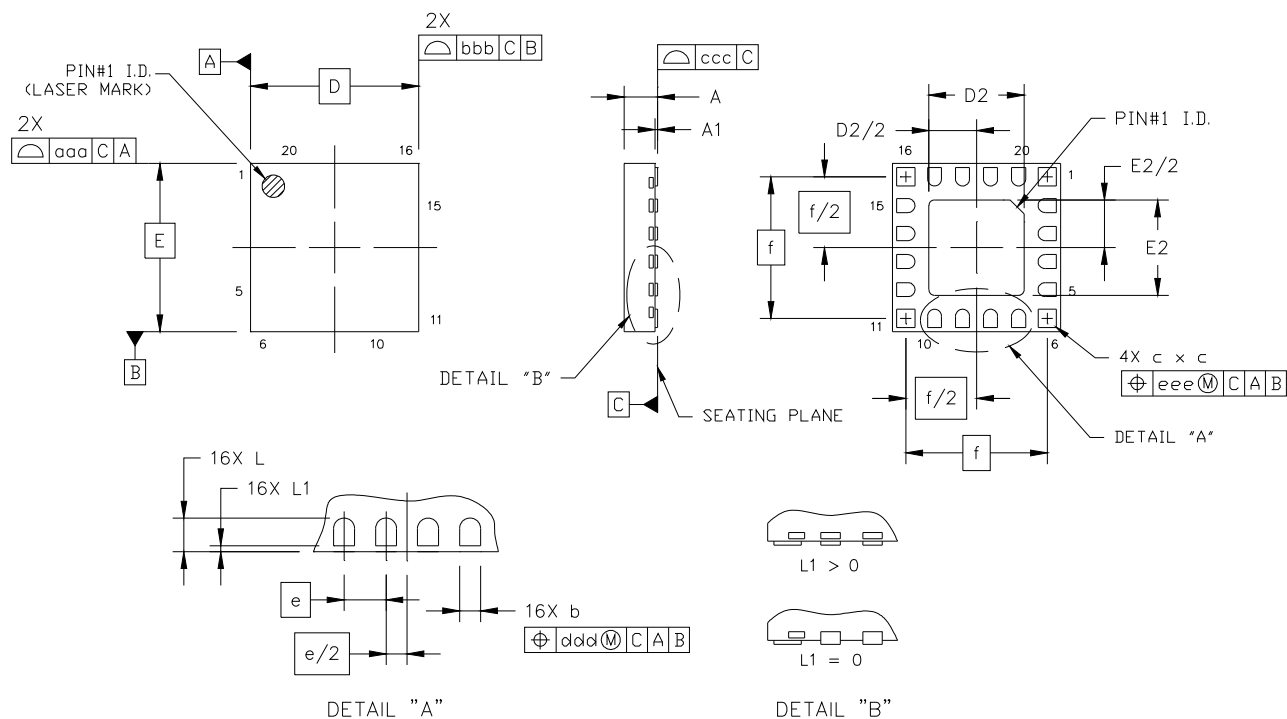 2X
bbb C B
A
D
PIN#1 I.D.
(LASER MARK)
2X
aaa C A
20
16
1
15
E
5
11
6
10
B
ccc C
A
A1
DETAIL "B"
C
SEATING PLANE
D2
D2/2
PIN#1 I.D.
16
20
E2/2
1
15
f/2
f
E2
5
11
10
6
4X c x c
⌖ eee Ⓜ C A B
f/2
f
DETAIL "A"
16X L
16X L1
e
16X b
⌖ ddd Ⓜ C A B
e/2
DETAIL "A"
L1 > 0
L1 = 0
DETAIL "B"